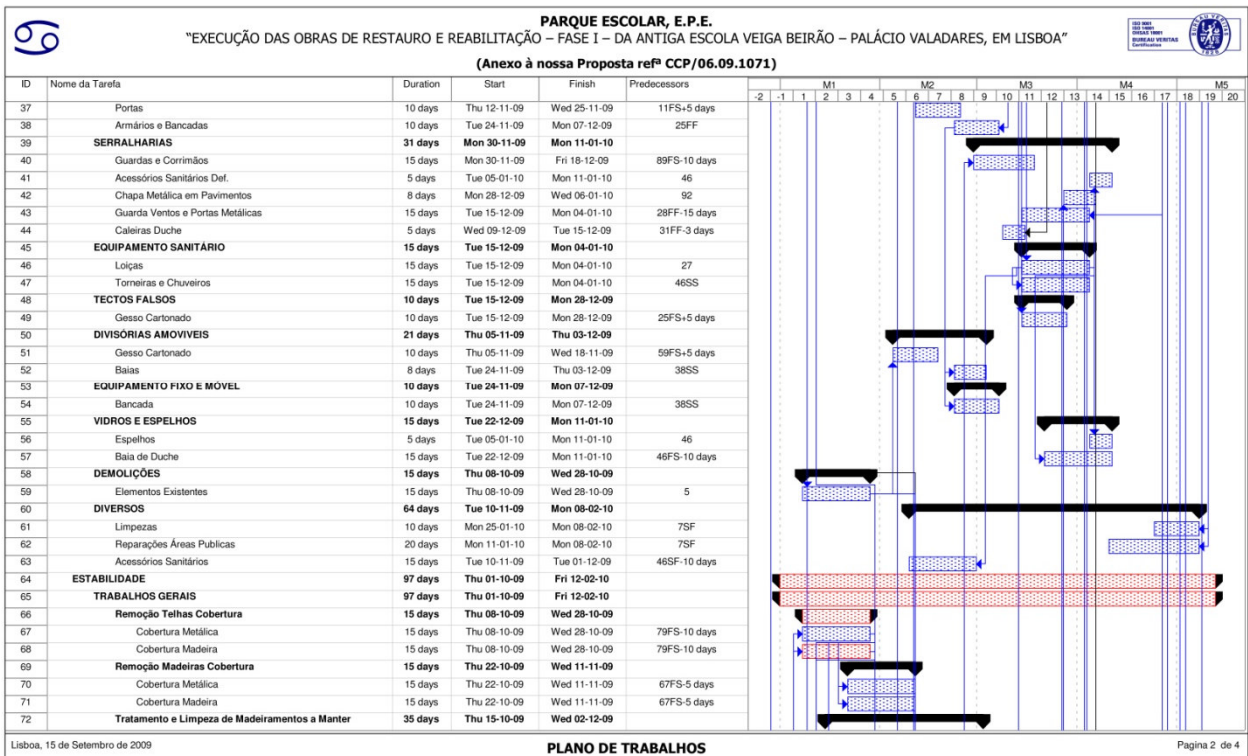 PARQUE ESCOLAR, E.P.E.
“EXECUÇÃO DAS OBRAS DE RESTAURO E REABILITAÇÃO – FASE I – DA ANTIGA ESCOLA VEIGA BEIRÃO – PALÁCIO VALADARES, EM LISBOA”
(Anexo à nossa Proposta refª CCP/06.09.1071)
ISO 9001
ISO 14001
OHSAS 18001
BUREAU VERITAS
Certification
ID Nome da Tarefa Duration Start Finish Predecessors M1 M2 M3 M4 M5
-2 -1 1 2 3 4 5 6 7 8 9 10 11 12 13 14 15 16 17 18 19 20
37 Portas 10 days Thu 12-11-09 Wed 25-11-09 11FS+5 days
38 Armários e Bancadas 10 days Tue 24-11-09 Mon 07-12-09 25FF
39 SERRALHARIAS 31 days Mon 30-11-09 Mon 11-01-10
40 Guardas e Corrimãos 15 days Mon 30-11-09 Fri 18-12-09 89FS-10 days
41 Acessórios Sanitários Def. 5 days Tue 05-01-10 Mon 11-01-10 46
42 Chapa Metálica em Pavimentos 8 days Mon 28-12-09 Wed 06-01-10 92
43 Guarda Ventos e Portas Metálicas 15 days Tue 15-12-09 Mon 04-01-10 28FF-15 days
44 Caleiras Duche 5 days Wed 09-12-09 Tue 15-12-09 31FF-3 days
45 EQUIPAMENTO SANITÁRIO 15 days Tue 15-12-09 Mon 04-01-10
46 Loiças 15 days Tue 15-12-09 Mon 04-01-10 27
47 Torneiras e Chuveiros 15 days Tue 15-12-09 Mon 04-01-10 46SS
48 TECTOS FALSOS 10 days Tue 15-12-09 Mon 28-12-09
49 Gesso Cartonado 10 days Tue 15-12-09 Mon 28-12-09 25FS+5 days
50 DIVISÓRIAS AMOVIVEIS 21 days Thu 05-11-09 Thu 03-12-09
51 Gesso Cartonado 10 days Thu 05-11-09 Wed 18-11-09 59FS+5 days
52 Baias 8 days Tue 24-11-09 Thu 03-12-09 38SS
53 EQUIPAMENTO FIXO E MÓVEL 10 days Tue 24-11-09 Mon 07-12-09
54 Bancada 10 days Tue 24-11-09 Mon 07-12-09 38SS
55 VIDROS E ESPELHOS 15 days Tue 22-12-09 Mon 11-01-10
56 Espelhos 5 days Tue 05-01-10 Mon 11-01-10 46
57 Baia de Duche 15 days Tue 22-12-09 Mon 11-01-10 46FS-10 days
58 DEMOLIÇÕES 15 days Thu 08-10-09 Wed 28-10-09
59 Elementos Existentes 15 days Thu 08-10-09 Wed 28-10-09 5
60 DIVERSOS 64 days Tue 10-11-09 Mon 08-02-10
61 Limpezas 10 days Mon 25-01-10 Mon 08-02-10 7SF
62 Reparações Áreas Publicas 20 days Mon 11-01-10 Mon 08-02-10 7SF
63 Acessórios Sanitários 15 days Tue 10-11-09 Tue 01-12-09 46SF-10 days
64 ESTABILIDADE 97 days Thu 01-10-09 Fri 12-02-10
65 TRABALHOS GERAIS 97 days Thu 01-10-09 Fri 12-02-10
66 Remoção Telhas Cobertura 15 days Thu 08-10-09 Wed 28-10-09
67 Cobertura Metálica 15 days Thu 08-10-09 Wed 28-10-09 79FS-10 days
68 Cobertura Madeira 15 days Thu 08-10-09 Wed 28-10-09 79FS-10 days
69 Remoção Madeiras Cobertura 15 days Thu 22-10-09 Wed 11-11-09
70 Cobertura Metálica 15 days Thu 22-10-09 Wed 11-11-09 67FS-5 days
71 Cobertura Madeira 15 days Thu 22-10-09 Wed 11-11-09 67FS-5 days
72 Tratamento e Limpeza de Madeiramentos a Manter 35 days Thu 15-10-09 Wed 02-12-09
Lisboa, 15 de Setembro de 2009
PLANO DE TRABALHOS
Pagina 2 de 4